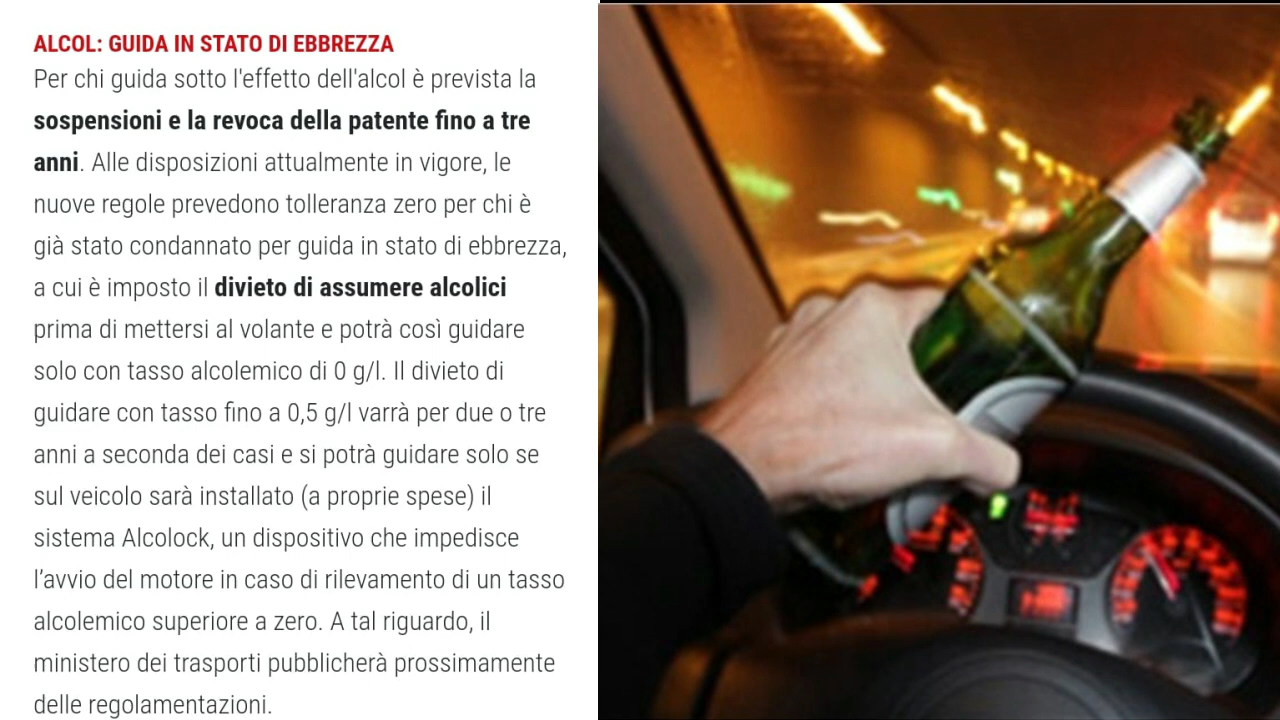 ALCOL: GUIDA IN STATO DI EBBREZZA
Per chi guida sotto l'effetto dell'alcol è prevista la
sospensioni e la revoca della patente fino a tre
anni. Alle disposizioni attualmente in vigore, le
nuove regole prevedono tolleranza zero per chi è
già stato condannato per guida in stato di ebbrezza,
a cui è imposto il divieto di assumere alcolici
prima di mettersi al volante e potrà così guidare
solo con tasso alcolemico di 0 g/l. Il divieto di
guidare con tasso fino a 0,5 g/l varrà per due o tre
anni a seconda dei casi e si potrà guidare solo se
sul veicolo sarà installato (a proprie spese) il
sistema Alcolock, un dispositivo che impedisce
l’avvio del motore in caso di rilevamento di un tasso
alcolemico superiore a zero. A tal riguardo, il
ministero dei trasporti pubblicherà prossimamente
delle regolamentazioni.